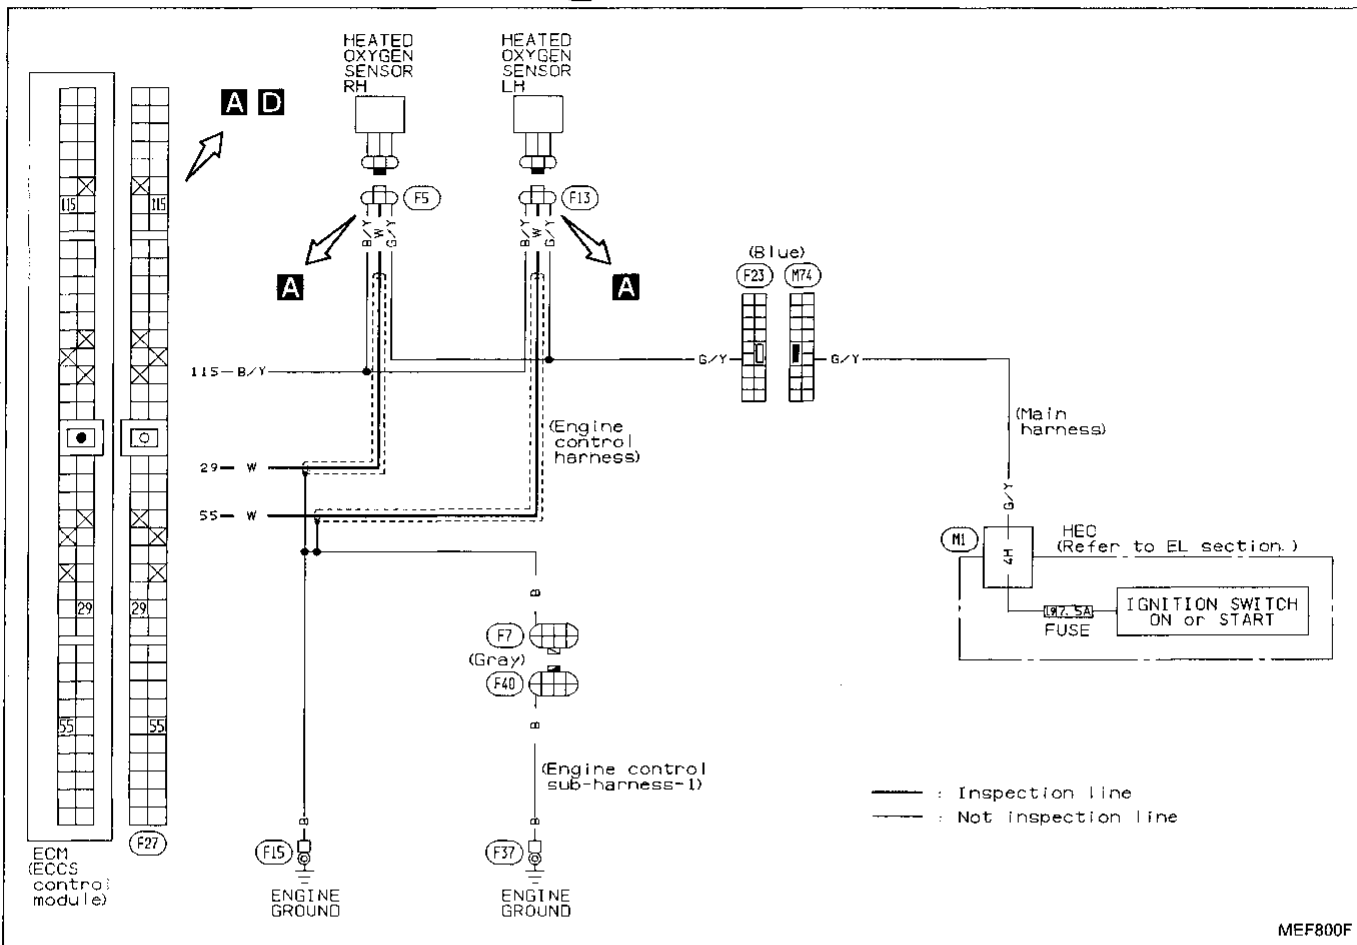 HEATED
OXYGEN
SENSOR
RH
HEATED
OXYGEN
SENSOR
LH
A D
115
115
F5
F13
B/Y
W
G/Y
B/Y
W
G/Y
A
A
(Blue)
F23
M74
G/Y
G/Y
115 B/Y
(Engine
control
harness)
(Main
harness)
29 W
55 W
G/Y
M1
4H
HEC
(Refer to EL section.)
7.5A
FUSE
IGNITION SWITCH
ON or START
29
29
B
F7
(Gray)
F40
55
55
B
(Engine control
sub-harness-1)
: Inspection line
: Not inspection line
B
B
F27
F15
F37
ECM
(ECCS
control
module)
ENGINE
GROUND
ENGINE
GROUND
MEF800F